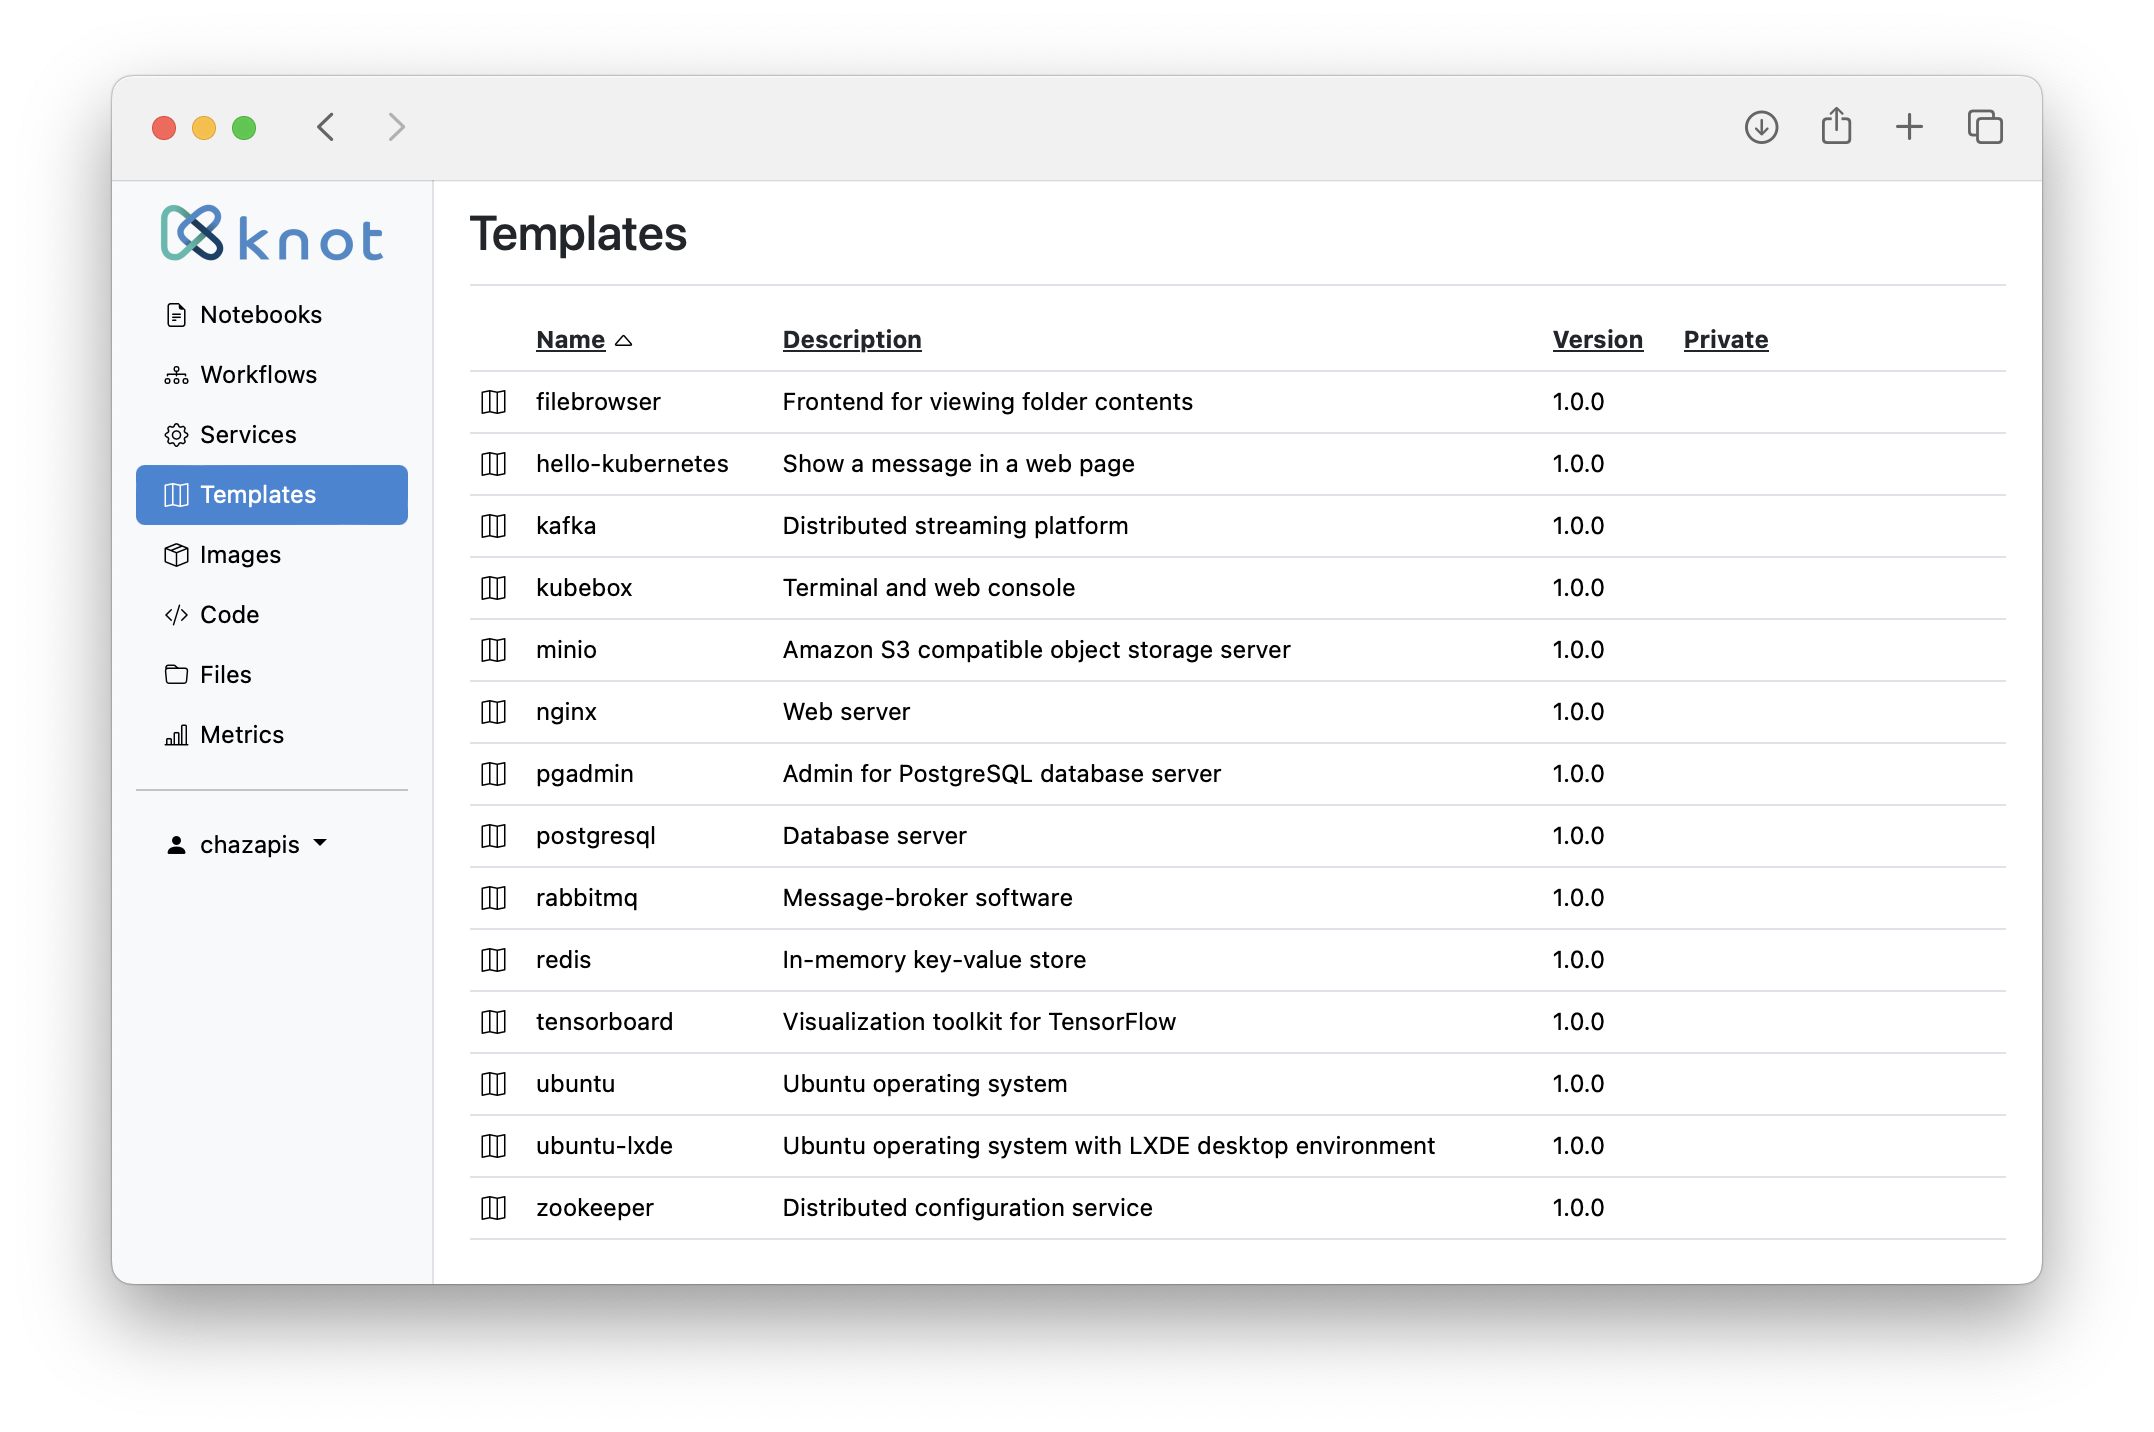 knot
Notebooks
Workflows
Services
Templates
Images
Code
Files
Metrics
chazapis
Templates
Name Description Version Private
filebrowser Frontend for viewing folder contents 1.0.0
hello-kubernetes Show a message in a web page 1.0.0
kafka Distributed streaming platform 1.0.0
kubebox Terminal and web console 1.0.0
minio Amazon S3 compatible object storage server 1.0.0
nginx Web server 1.0.0
pgadmin Admin for PostgreSQL database server 1.0.0
postgresql Database server 1.0.0
rabbitmq Message-broker software 1.0.0
redis In-memory key-value store 1.0.0
tensorboard Visualization toolkit for TensorFlow 1.0.0
ubuntu Ubuntu operating system 1.0.0
ubuntu-lxde Ubuntu operating system with LXDE desktop environment 1.0.0
zookeeper Distributed configuration service 1.0.0